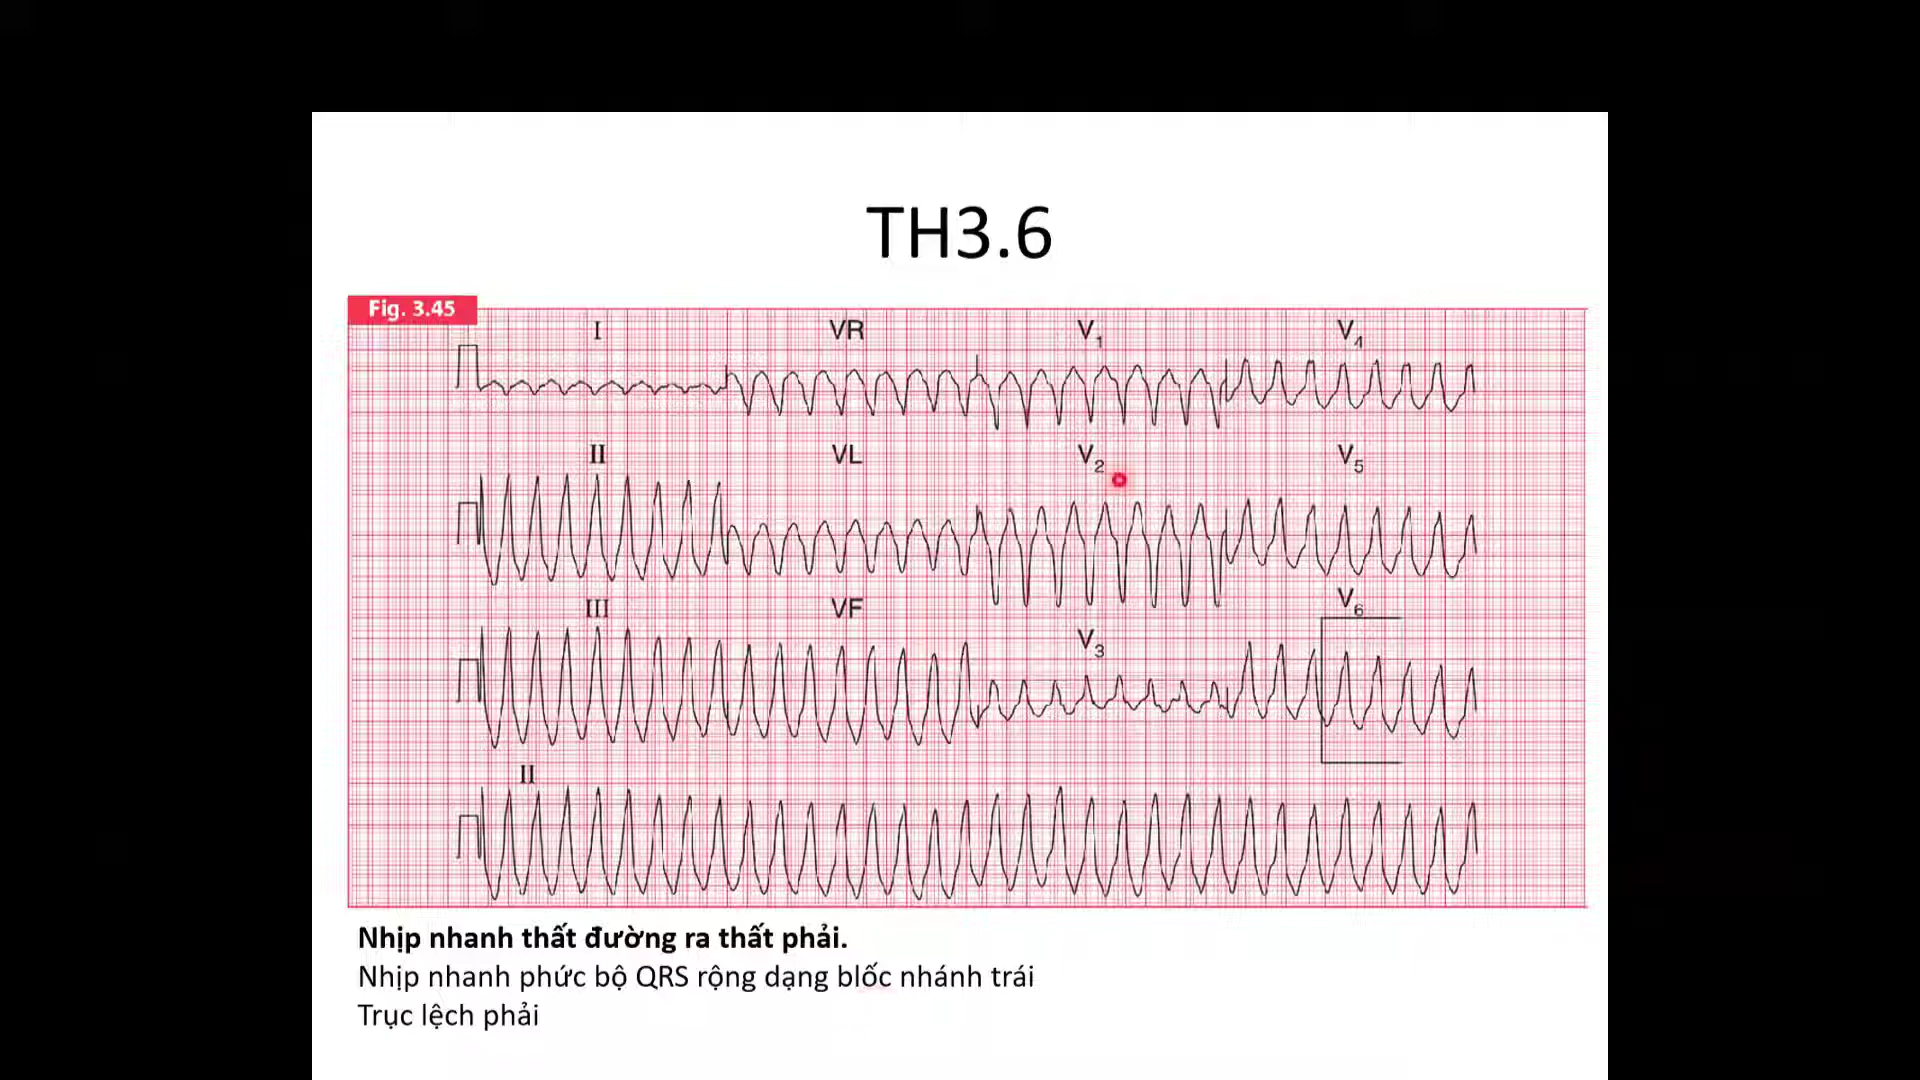 TH3.6
Fig. 3.45
I VR V1 V4
II VL V2 V5
III VF V3 V6
II
Nhịp nhanh thất đường ra thất phải.
Nhịp nhanh phức bộ QRS rộng dạng blốc nhánh trái
Trục lệch phải